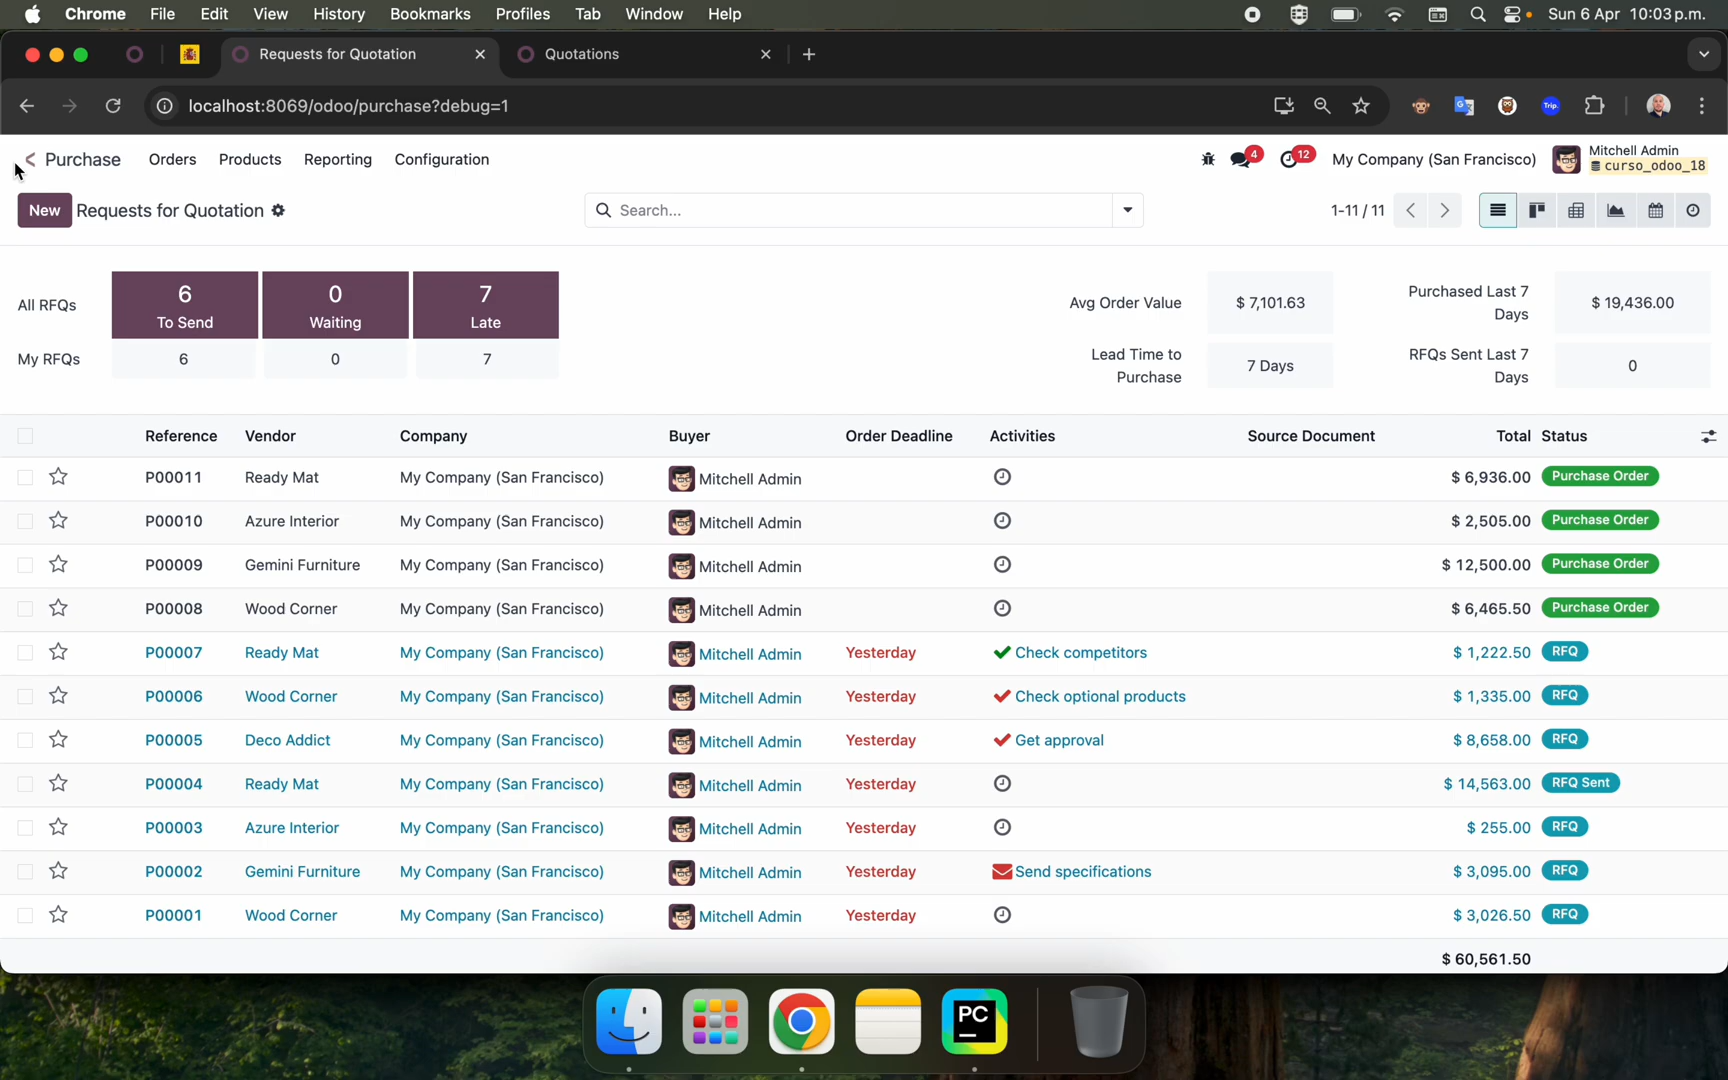 Chrome File Edit View History Bookmarks Profiles Tab Window Help Sun 6 Apr 10:03 p.m.
Requests for Quotation Quotations
localhost:8069/odoo/purchase?debug=1 Trip.
Purchase Orders Products Reporting Configuration 4 12 My Company (San Francisco) Mitchell Admin
curso_odoo_18
New Requests for Quotation Search... 1-11 / 11
All RFQs 6 To Send 0 Waiting 7 Late Avg Order Value $ 7,101.63 Purchased Last 7 Days $ 19,436.00
My RFQs 6 0 7 Lead Time to Purchase 7 Days RFQs Sent Last 7 Days 0
Reference Vendor Company Buyer Order Deadline Activities Source Document Total Status
P00011 Ready Mat My Company (San Francisco) Mitchell Admin $ 6,936.00 Purchase Order
P00010 Azure Interior My Company (San Francisco) Mitchell Admin $ 2,505.00 Purchase Order
P00009 Gemini Furniture My Company (San Francisco) Mitchell Admin $ 12,500.00 Purchase Order
P00008 Wood Corner My Company (San Francisco) Mitchell Admin $ 6,465.50 Purchase Order
P00007 Ready Mat My Company (San Francisco) Mitchell Admin Yesterday Check competitors $ 1,222.50 RFQ
P00006 Wood Corner My Company (San Francisco) Mitchell Admin Yesterday Check optional products $ 1,335.00 RFQ
P00005 Deco Addict My Company (San Francisco) Mitchell Admin Yesterday Get approval $ 8,658.00 RFQ
P00004 Ready Mat My Company (San Francisco) Mitchell Admin Yesterday $ 14,563.00 RFQ Sent
P00003 Azure Interior My Company (San Francisco) Mitchell Admin Yesterday $ 255.00 RFQ
P00002 Gemini Furniture My Company (San Francisco) Mitchell Admin Yesterday Send specifications $ 3,095.00 RFQ
P00001 Wood Corner My Company (San Francisco) Mitchell Admin Yesterday $ 3,026.50 RFQ
$ 60,561.50
PC